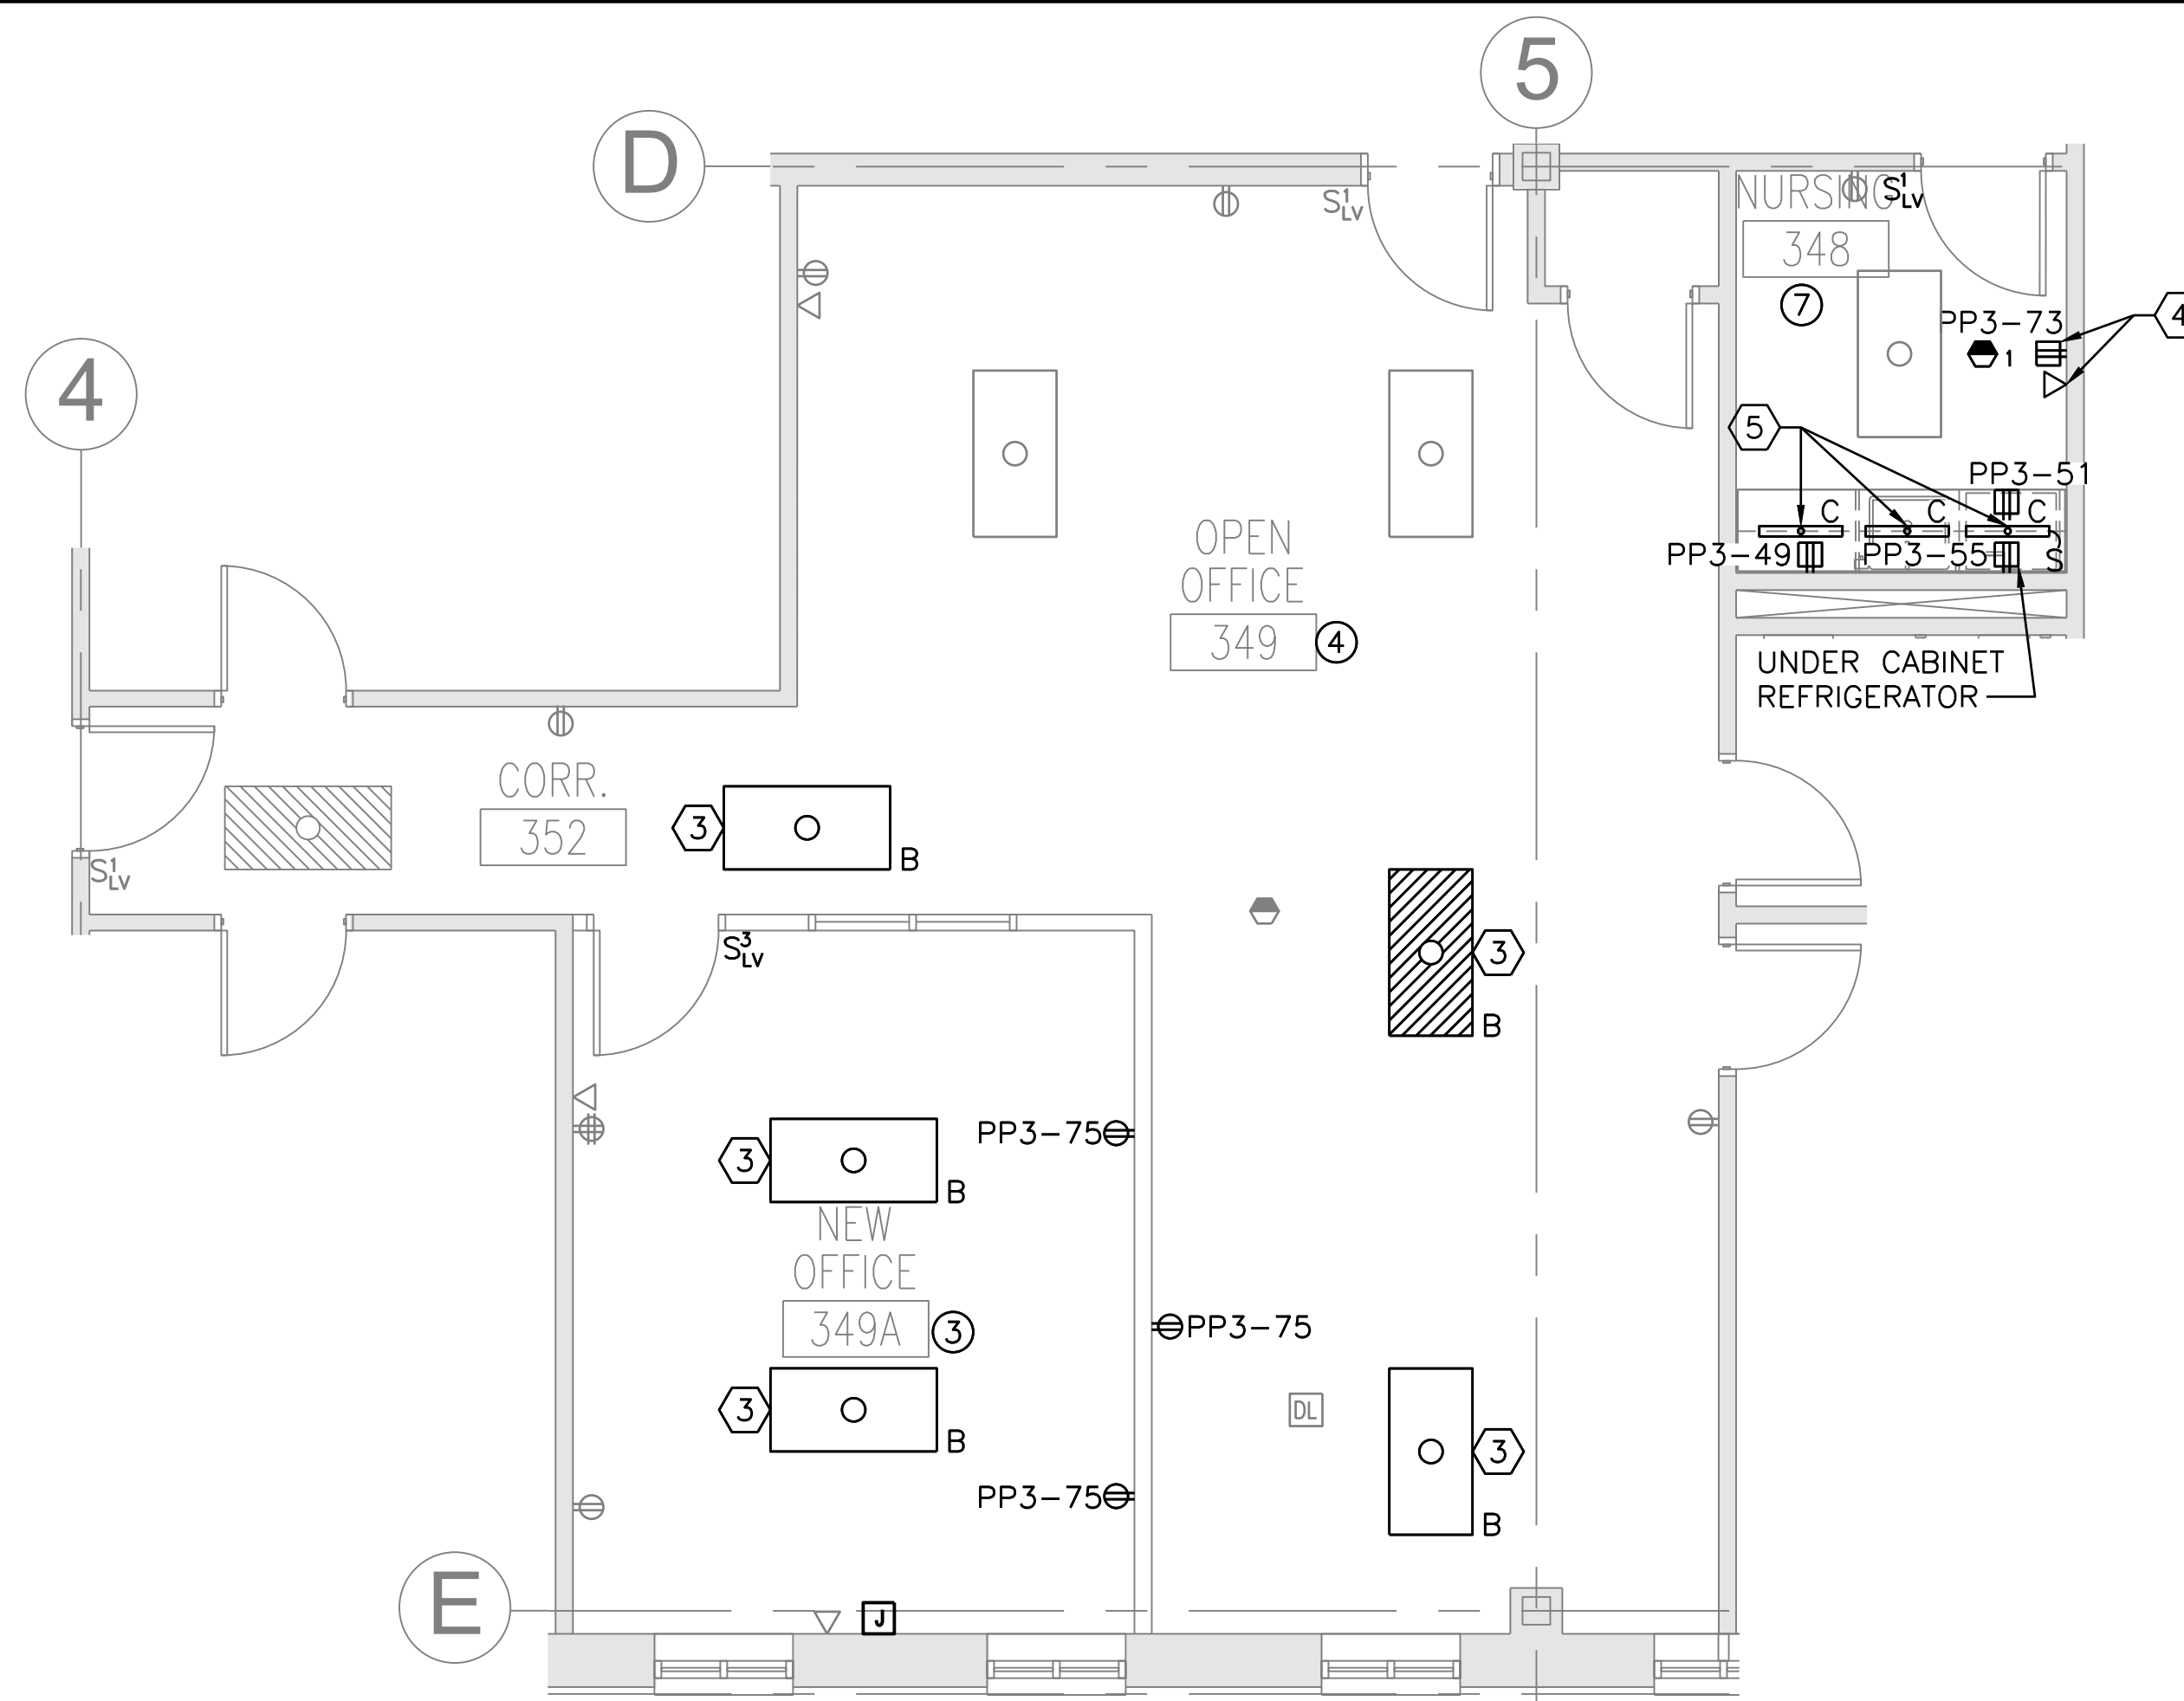 5
D
NURSING
348
S1LV
S1LV
7
4
PP3-73
1
4
5
PP3-51
C
C
C
PP3-49
PP3-55
S
OPEN
OFFICE
349
4
UNDER CABINET
REFRIGERATOR
CORR.
352
3
B
S1LV
S3LV
3
B
PP3-75
3
B
NEW
OFFICE
349A
3
PP3-75
3
B
DL
3
B
PP3-75
E
J